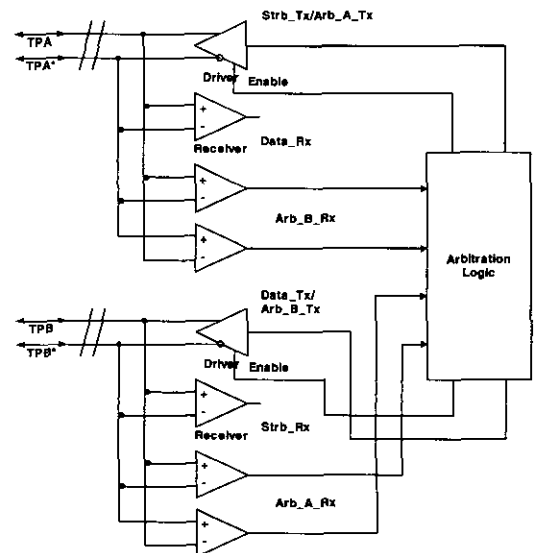 Strb_Tx/Arb_A_Tx
TPA
TPA*
Driver
Enable
+
-
Receiver
Data_Rx
+
-
Arb_B_Rx
+
-
Arbitration
Logic
Data_Tx/
Arb_B_Tx
TPB
TPB*
Driver
Enable
+
-
Receiver
Strb_Rx
+
-
Arb_A_Rx
+
-